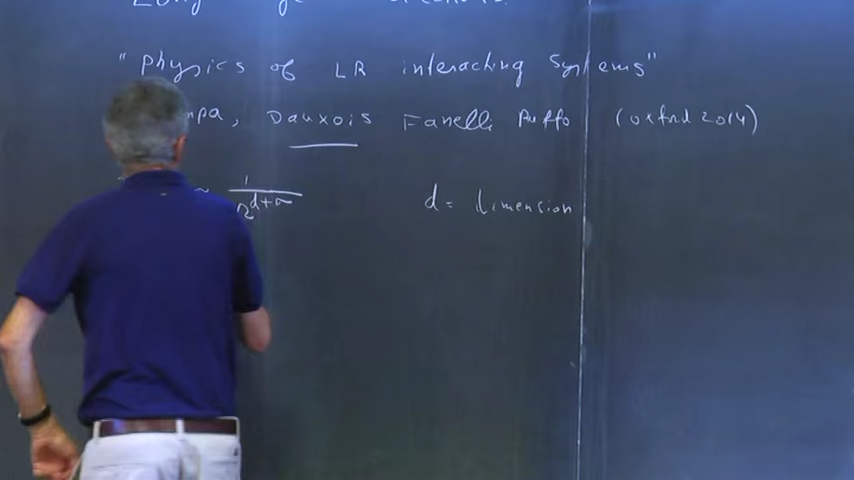 "Physics of LR interacting systems"
mpa, Dauxois Fanelli Ruffo (Oxford 2014)
~ 1 / r^{d+σ} d = dimension